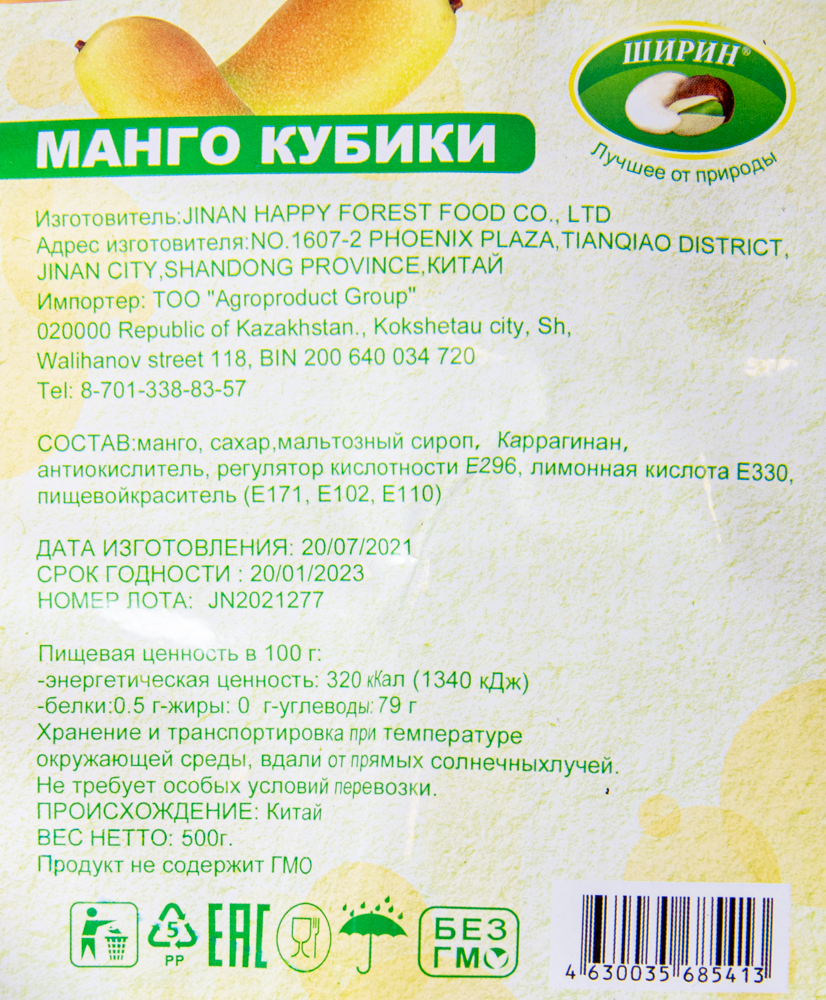 ШИРИН®
Лучшее от природы
МАНГО КУБИКИ
Изготовитель:JINAN HAPPY FOREST FOOD CO., LTD
Адрес изготовителя:NO.1607-2 PHOENIX PLAZA,TIANQIAO DISTRICT,
JINAN CITY,SHANDONG PROVINCE,КИТАЙ
Импортер: ТОО "Agroproduct Group"
020000 Republic of Kazakhstan., Kokshetau city, Sh,
Walihanov street 118, BIN 200 640 034 720
Tel: 8-701-338-83-57
СОСТАВ:манго, сахар,мальтозный сироп, Каррагинан,
антиокислитель, регулятор кислотности Е296, лимонная кислота Е330,
пищевойкраситель (Е171, Е102, Е110)
ДАТА ИЗГОТОВЛЕНИЯ: 20/07/2021
СРОК ГОДНОСТИ : 20/01/2023
НОМЕР ЛОТА: JN2021277
Пищевая ценность в 100 г:
-энергетическая ценность: 320 кКал (1340 кДж)
-белки:0.5 г-жиры: 0 г-углеводы: 79 г
Хранение и транспортировка при температуре
окружающей среды, вдали от прямых солнечныхлучей.
Не требует особых условий перевозки.
ПРОИСХОЖДЕНИЕ: Китай
ВЕС НЕТТО: 500г.
Продукт не содержит ГМО
5
PP
EAC
БЕЗ
ГМО
4 630035 685413